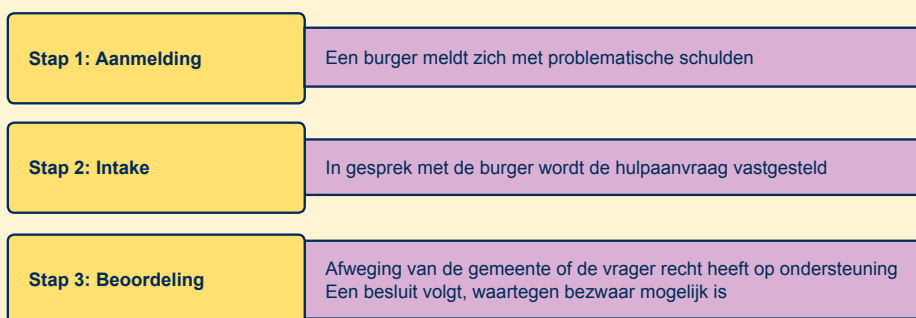 Stap 1: Aanmelding
Een burger meldt zich met problematische schulden
Stap 2: Intake
In gesprek met de burger wordt de hulpaanvraag vastgesteld
Stap 3: Beoordeling
Afweging van de gemeente of de vrager recht heeft op ondersteuning
Een besluit volgt, waartegen bezwaar mogelijk is